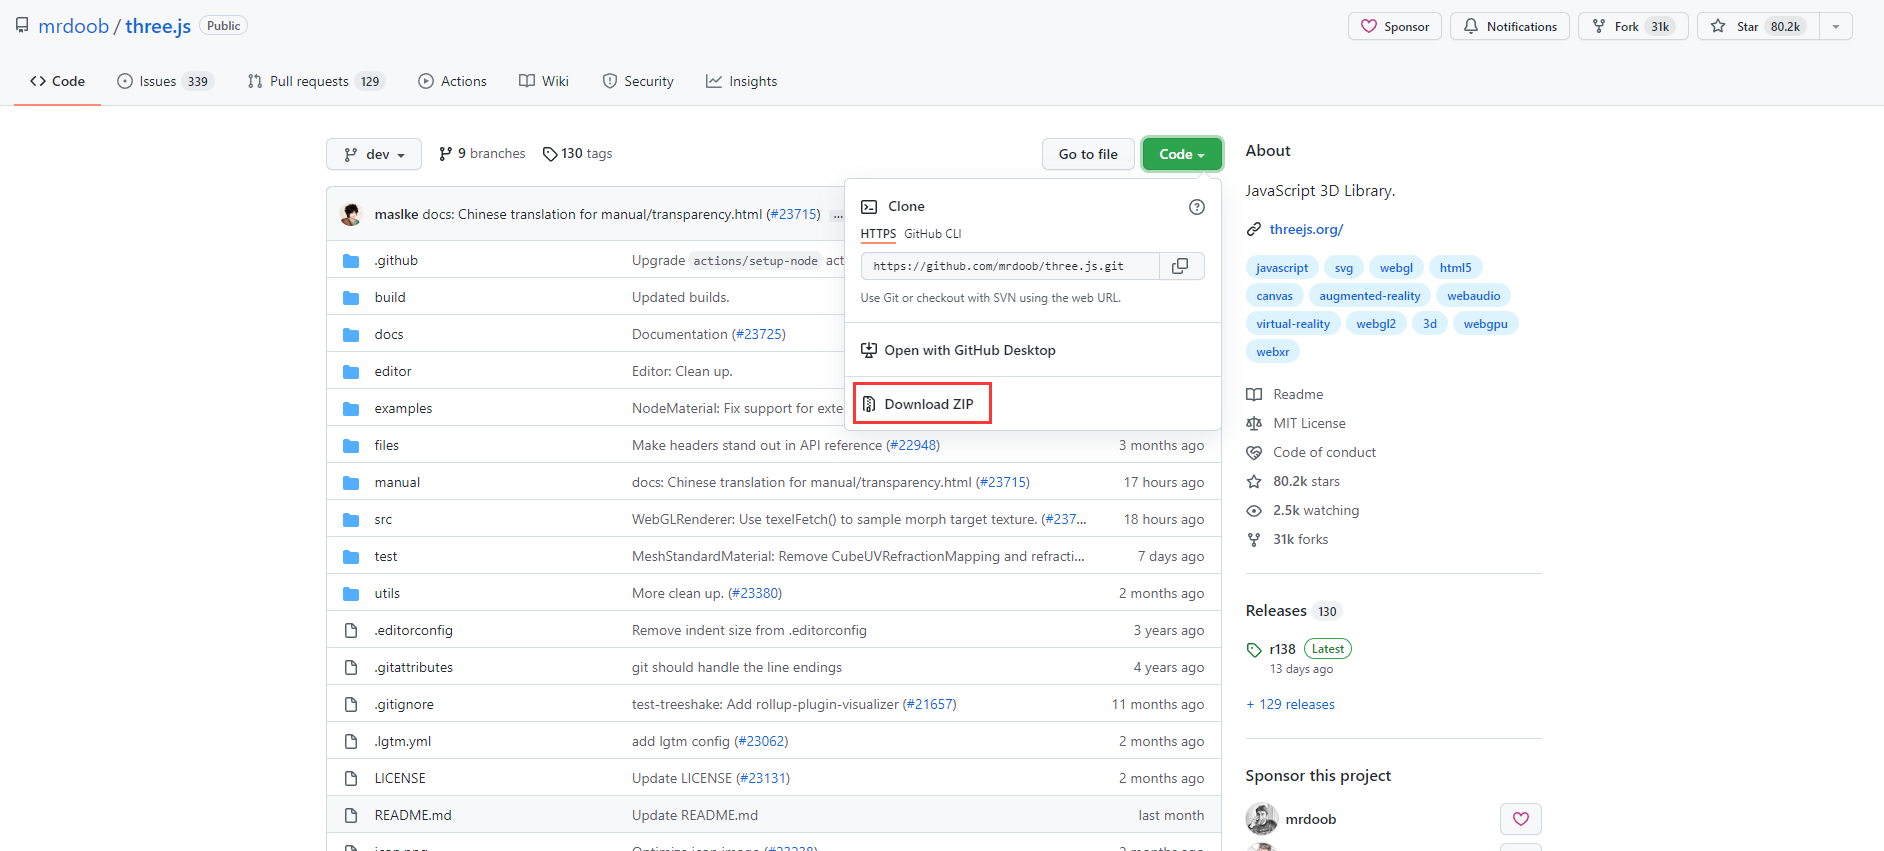 mrdoob / three.js Public
Sponsor Notifications Fork 31k Star 80.2k
Code Issues 339 Pull requests 129 Actions Wiki Security Insights
dev 9 branches 130 tags Go to file Code
maslke docs: Chinese translation for manual/transparency.html (#23715) ...
Clone
HTTPS GitHub CLI
https://github.com/mrdoob/three.js.git
Use Git or checkout with SVN using the web URL.
Open with GitHub Desktop
Download ZIP
.github Upgrade actions/setup-node act
build Updated builds.
docs Documentation (#23725)
editor Editor: Clean up.
examples NodeMaterial: Fix support for exte
files Make headers stand out in API reference (#22948) 3 months ago
manual docs: Chinese translation for manual/transparency.html (#23715) 17 hours ago
src WebGLRenderer: Use texelFetch() to sample morph target texture. (#237... 18 hours ago
test MeshStandardMaterial: Remove CubeUVRefractionMapping and refracti... 7 days ago
utils More clean up. (#23380) 2 months ago
.editorconfig Remove indent size from .editorconfig 3 years ago
.gitattributes git should handle the line endings 4 years ago
.gitignore test-treeshake: Add rollup-plugin-visualizer (#21657) 11 months ago
.lgtm.yml add lgtm config (#23062) 2 months ago
LICENSE Update LICENSE (#23131) 2 months ago
README.md Update README.md last month
About
JavaScript 3D Library.
threejs.org/
javascript svg webgl html5
canvas augmented-reality webaudio
virtual-reality webgl2 3d webgpu
webxr
Readme
MIT License
Code of conduct
80.2k stars
2.5k watching
31k forks
Releases 130
r138 Latest
13 days ago
+ 129 releases
Sponsor this project
mrdoob